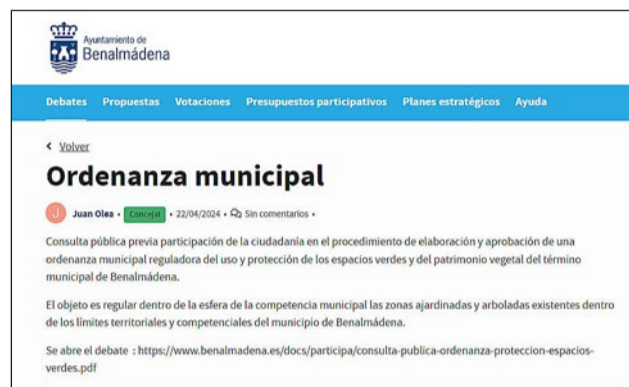 Ayuntamiento de
Benalmádena
Debates Propuestas Votaciones Presupuestos participativos Planes estratégicos Ayuda
Volver
Ordenanza municipal
J Juan Olea • Concejal • 22/04/2024 • Sin comentarios •
Consulta pública previa participación de la ciudadanía en el procedimiento de elaboración y aprobación de una
ordenanza municipal reguladora del uso y protección de los espacios verdes y del patrimonio vegetal del término
municipal de Benalmádena.
El objeto es regular dentro de la esfera de la competencia municipal las zonas ajardinadas y arboladas existentes dentro
de los límites territoriales y competenciales del municipio de Benalmádena.
Se abre el debate : https://www.benalmadena.es/docs/participa/consulta-publica-ordenanza-proteccion-espacios-
verdes.pdf